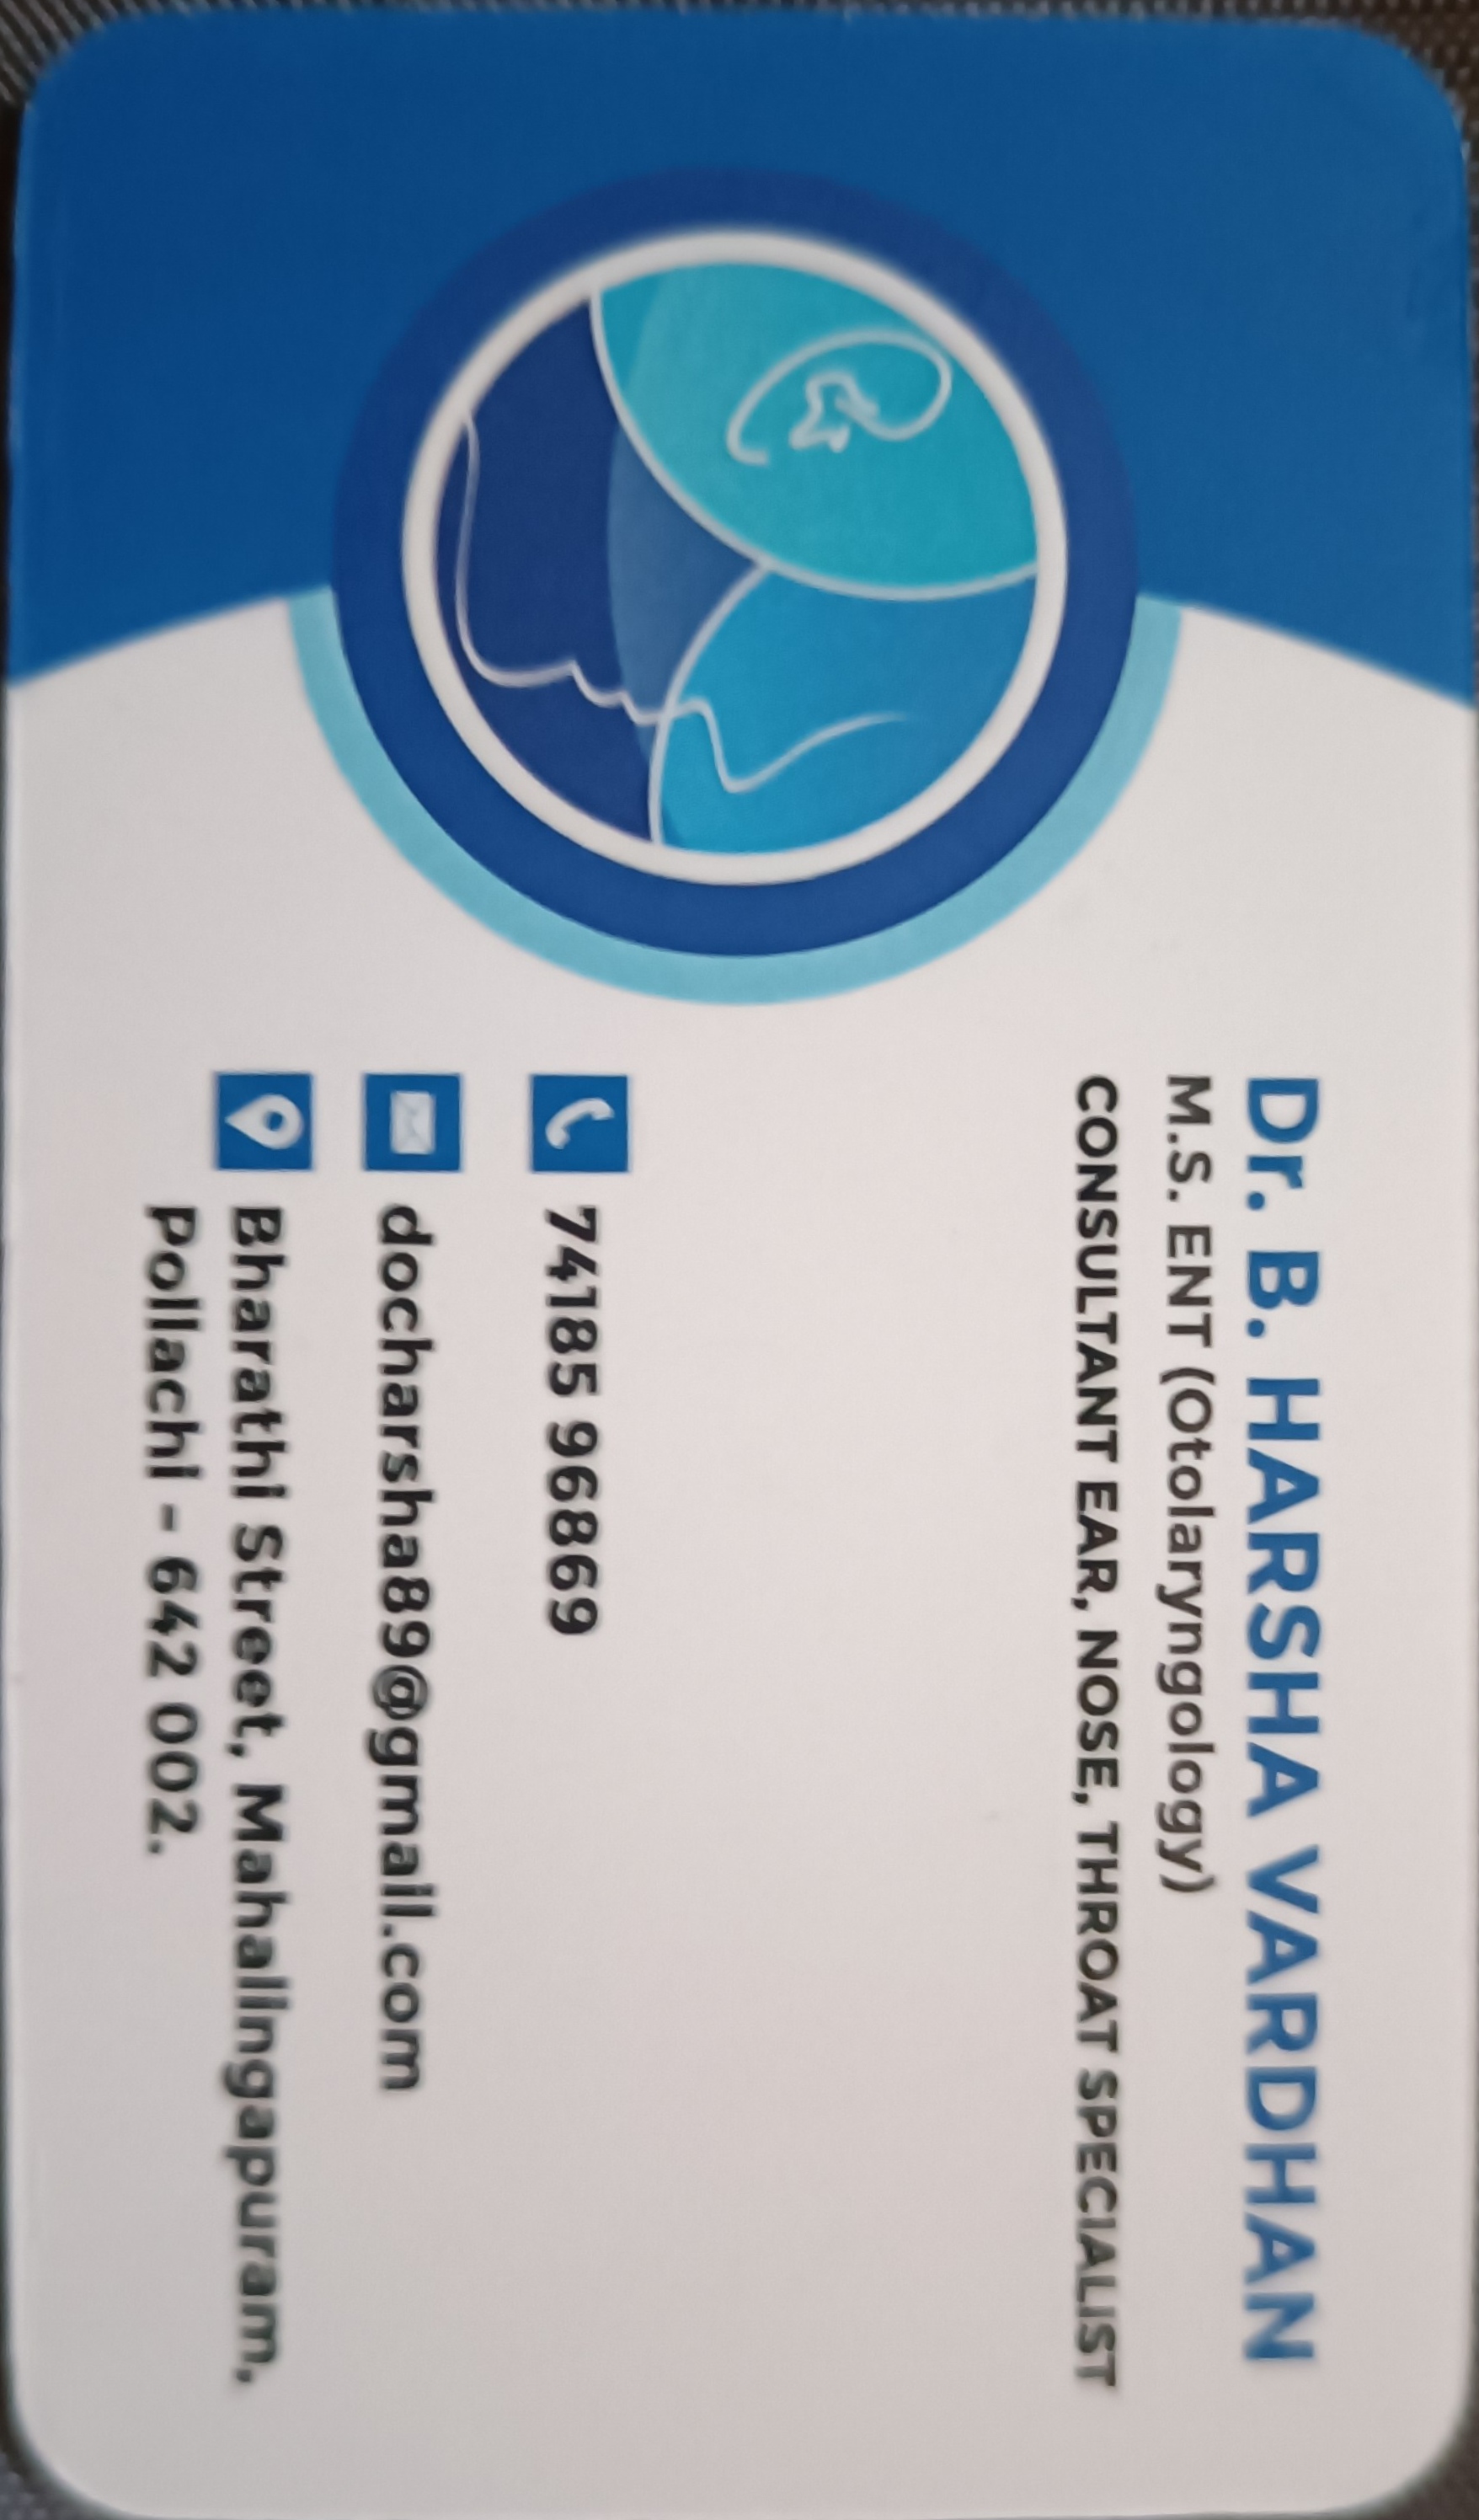 Dr. B. HARSHA VARDHAN
M.S. ENT (Otolaryngology)
CONSULTANT EAR, NOSE, THROAT SPECIALIST
74185 96869
docharsha89@gmail.com
Bharathi Street, Mahalingapuram,
Pollachi - 642 002.